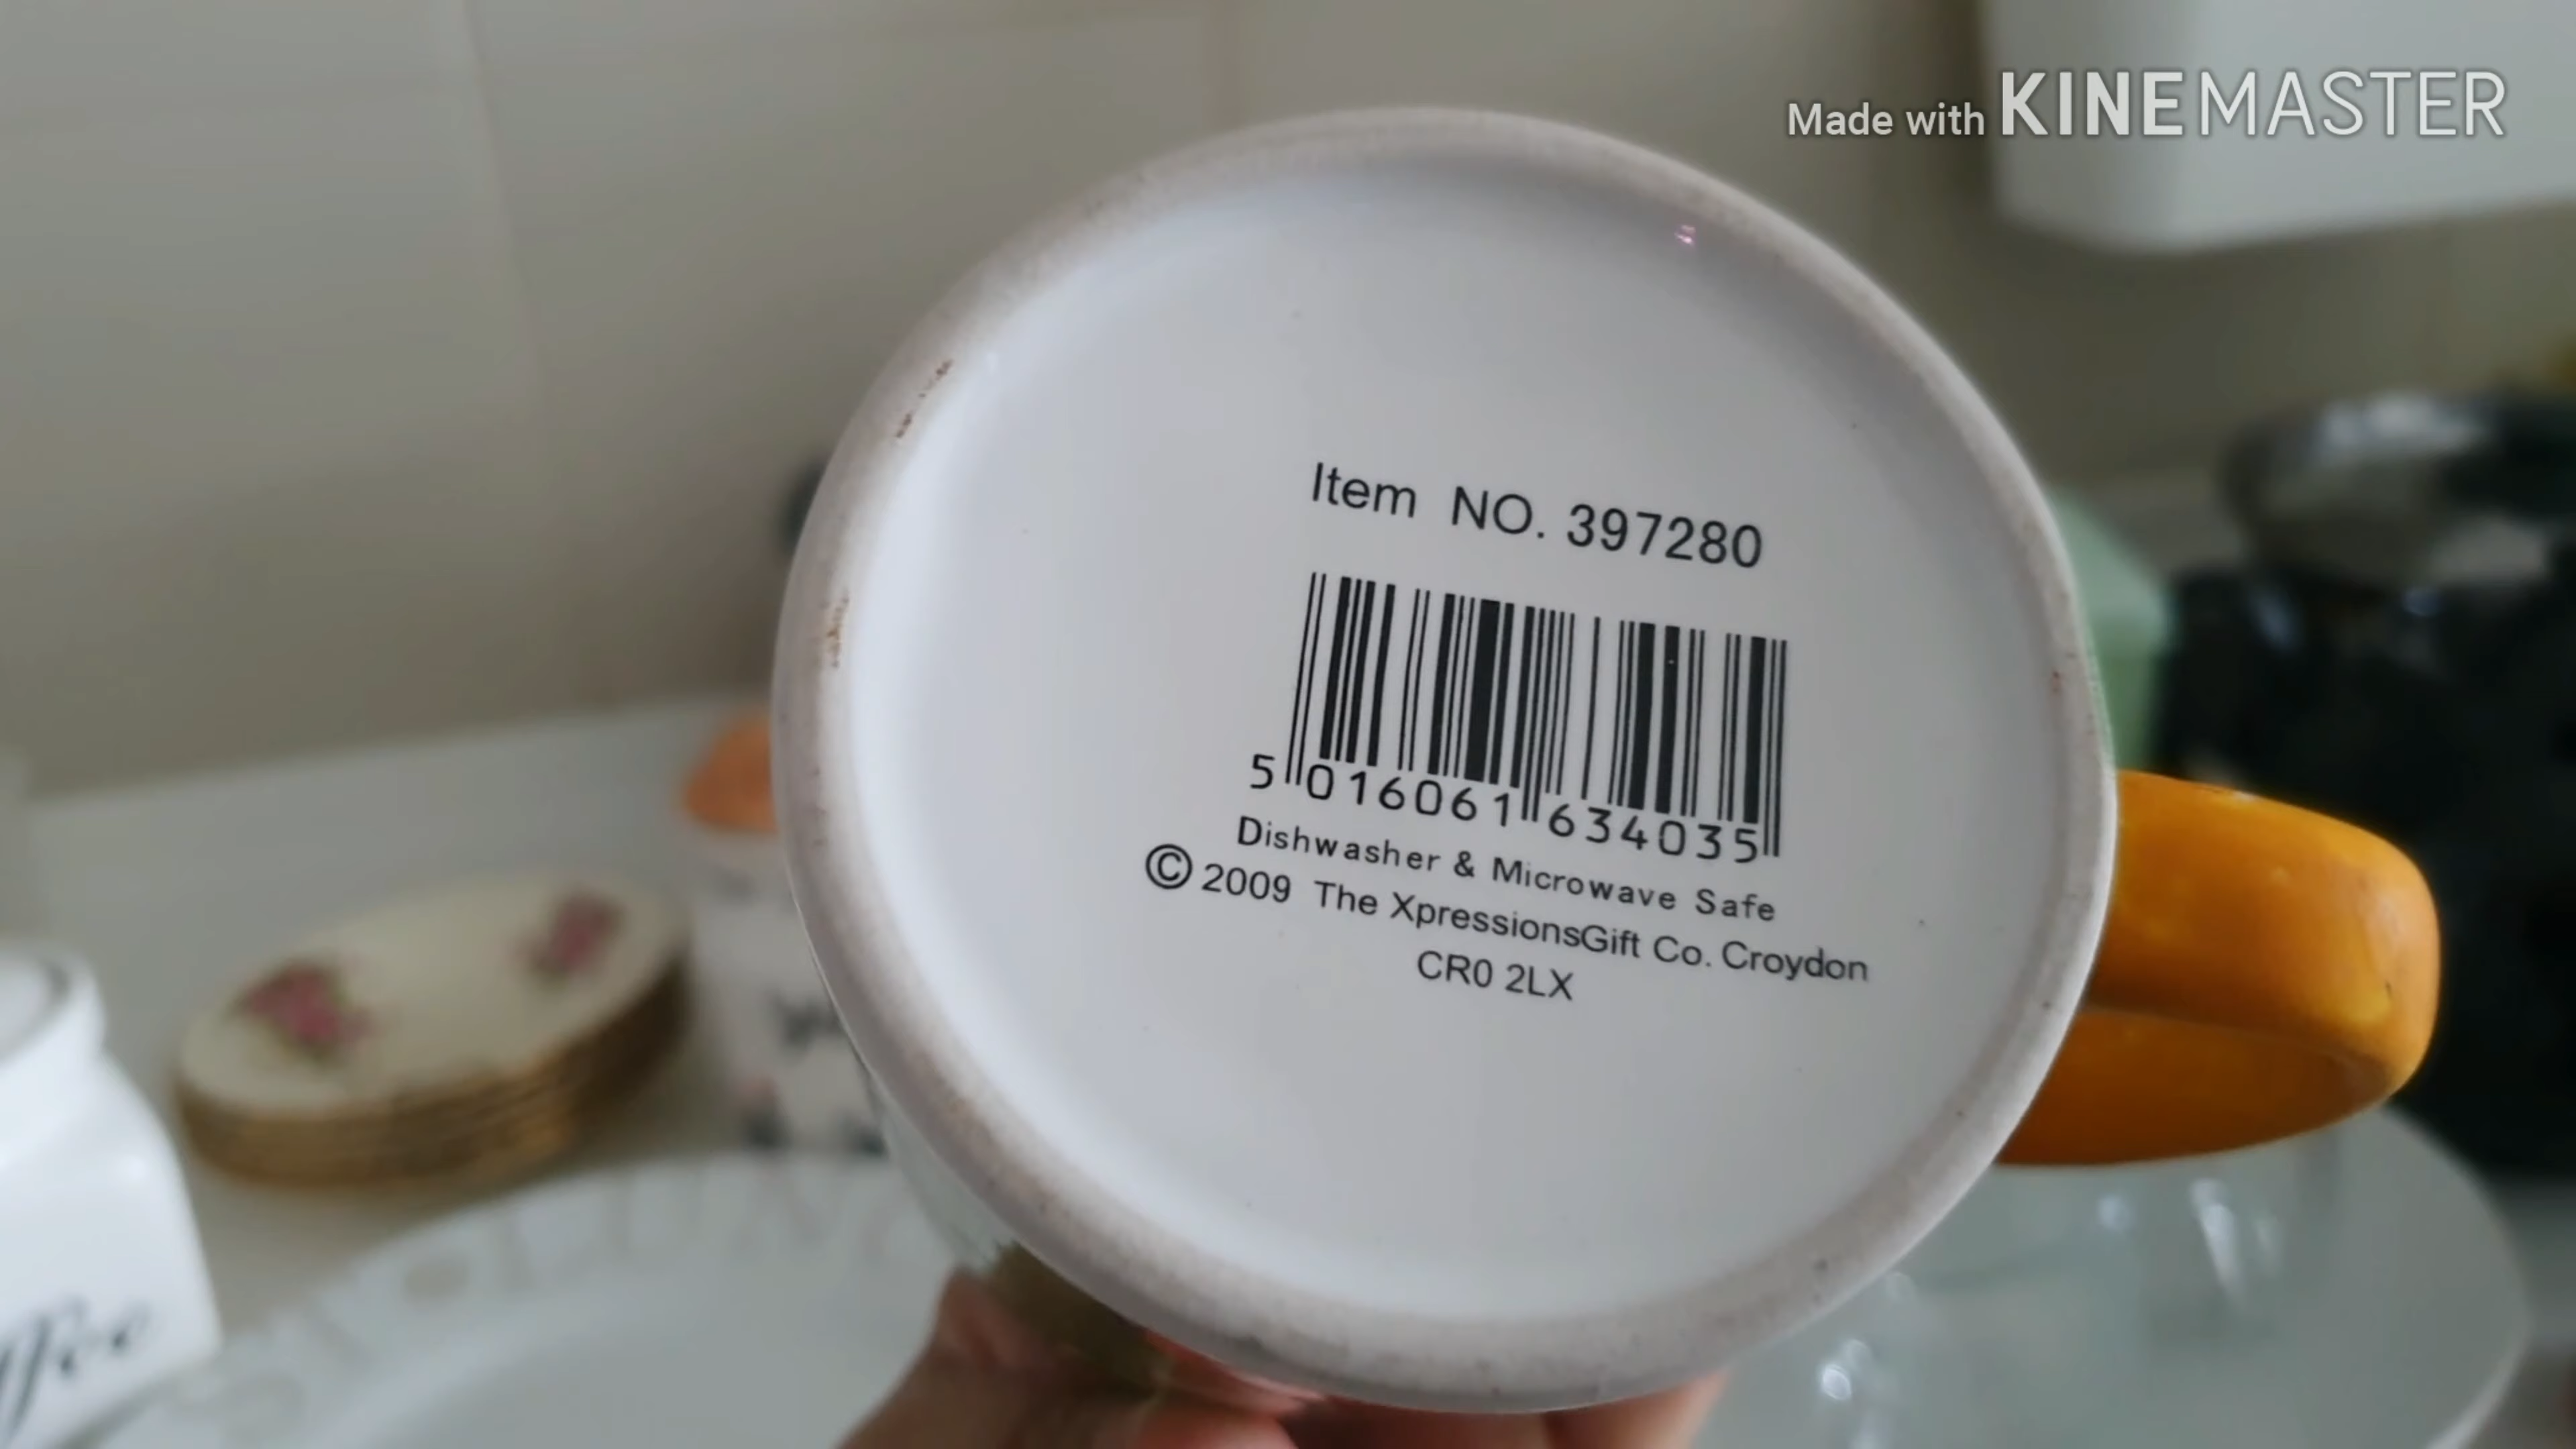 Made with KINEMASTER
Item NO. 397280
5 016061 634035
Dishwasher & Microwave Safe
© 2009 The XpressionsGift Co. Croydon
CR0 2LX